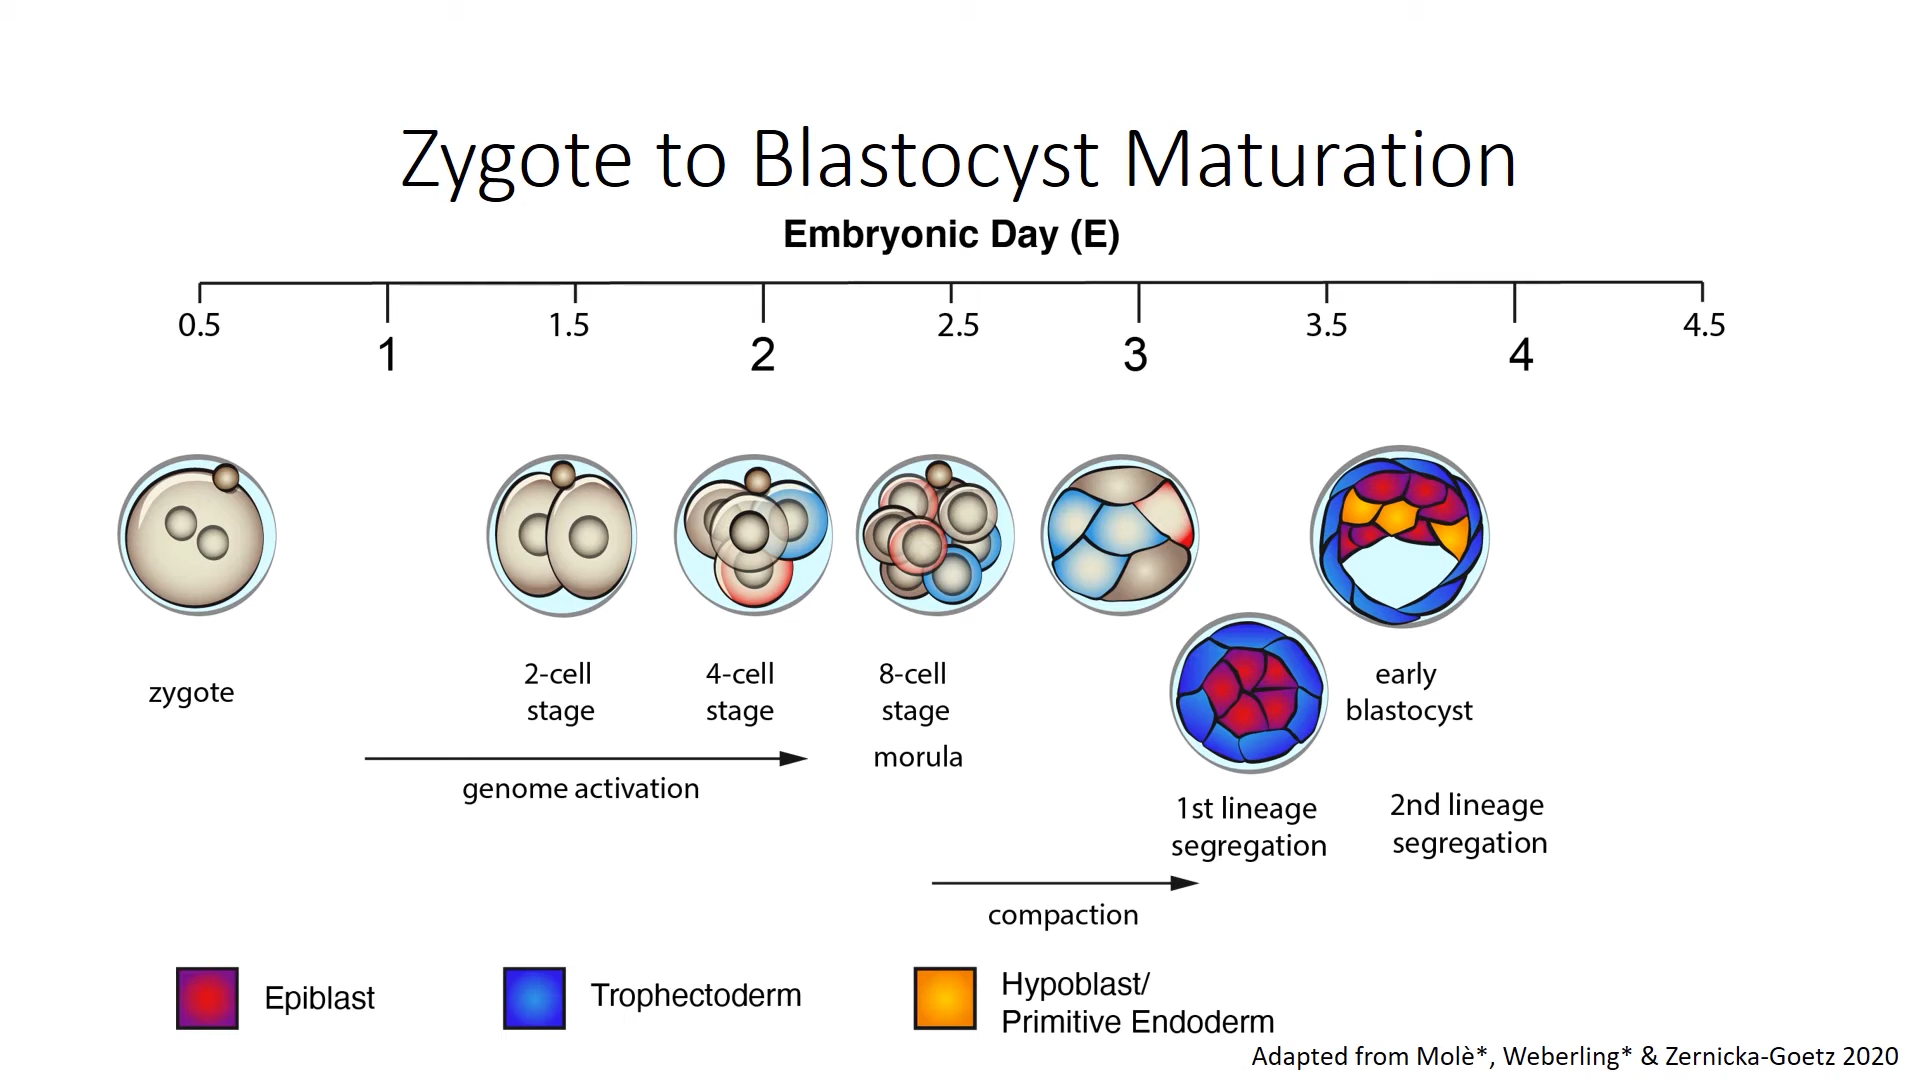 Zygote to Blastocyst Maturation
Embryonic Day (E)
0.5
1
1.5
2
2.5
3
3.5
4
4.5
zygote
2-cell
stage
4-cell
stage
8-cell
stage
morula
early
blastocyst
genome activation
1st lineage
segregation
2nd lineage
segregation
compaction
Epiblast
Trophectoderm
Hypoblast/
Primitive Endoderm
Adapted from Molè*, Weberling* & Zernicka-Goetz 2020